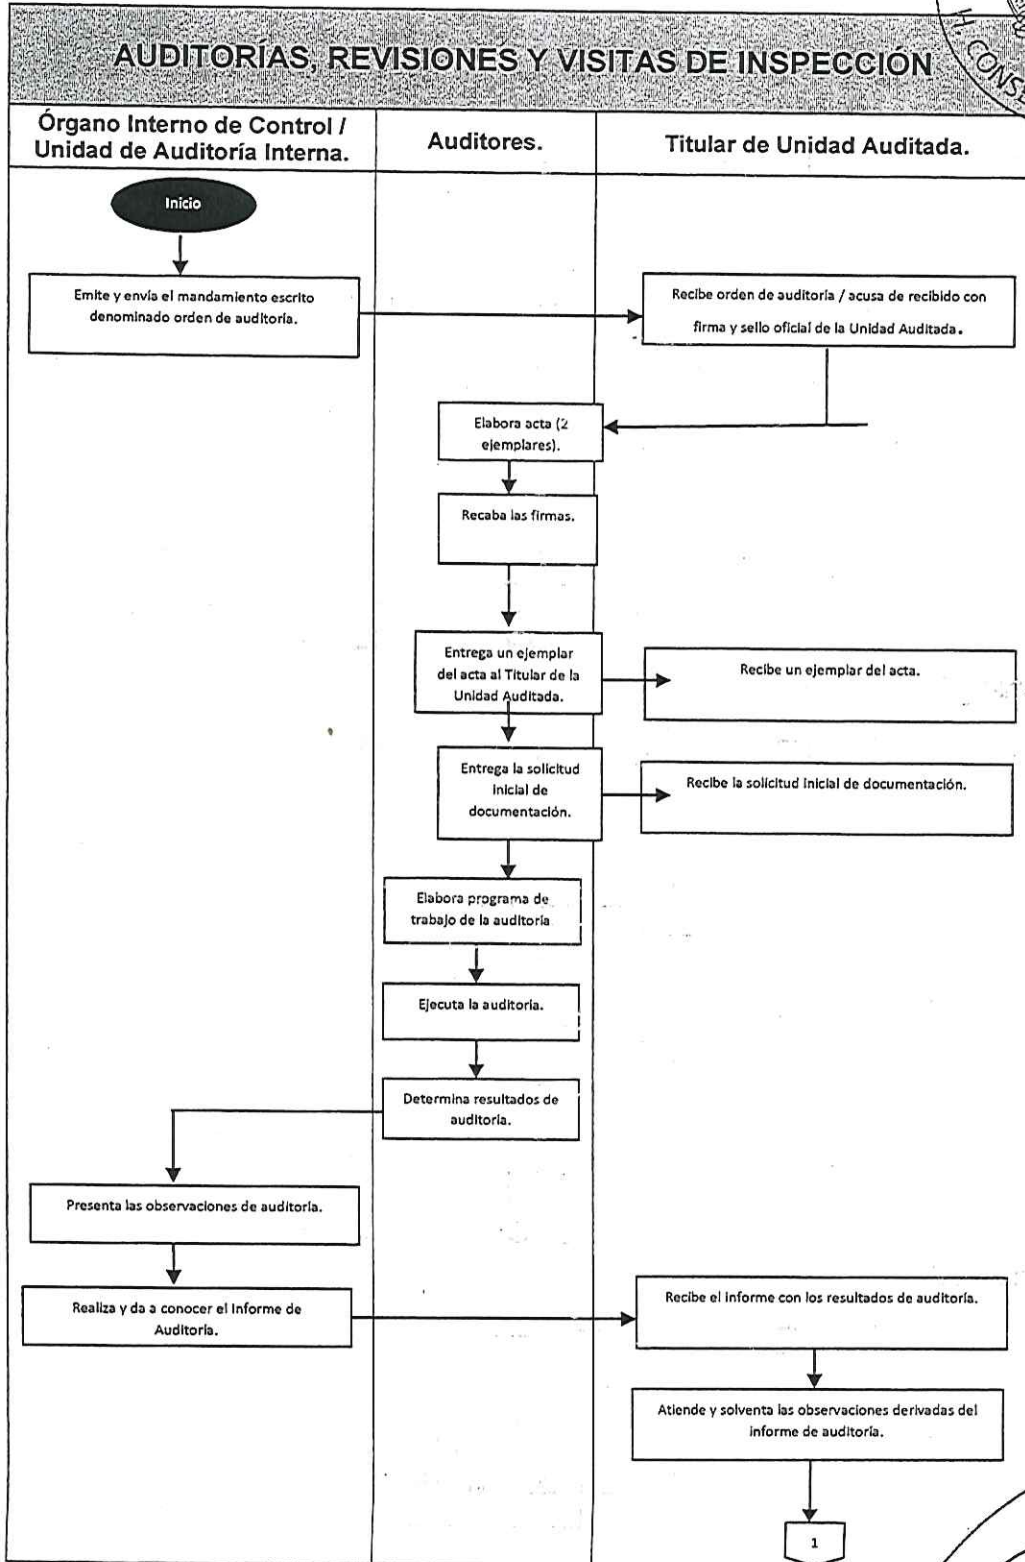 AUDITORÍAS, REVISIONES Y VISITAS DE INSPECCIÓN
H. CONS
Órgano Interno de Control /
Unidad de Auditoría Interna.
Auditores.
Titular de Unidad Auditada.
Inicio
Emite y envía el mandamiento escrito
denominado orden de auditoría.
Recibe orden de auditoría / acusa de recibido con
firma y sello oficial de la Unidad Auditada.
Elabora acta (2
ejemplares).
Recaba las firmas.
Entrega un ejemplar
del acta al Titular de la
Unidad Auditada.
Recibe un ejemplar del acta.
Entrega la solicitud
inicial de
documentación.
Recibe la solicitud inicial de documentación.
Elabora programa de
trabajo de la auditoría
Ejecuta la auditoría.
Determina resultados de
auditoría.
Presenta las observaciones de auditoría.
Realiza y da a conocer el Informe de
Auditoría.
Recibe el informe con los resultados de auditoría.
Atiende y solventa las observaciones derivadas del
informe de auditoría.
1